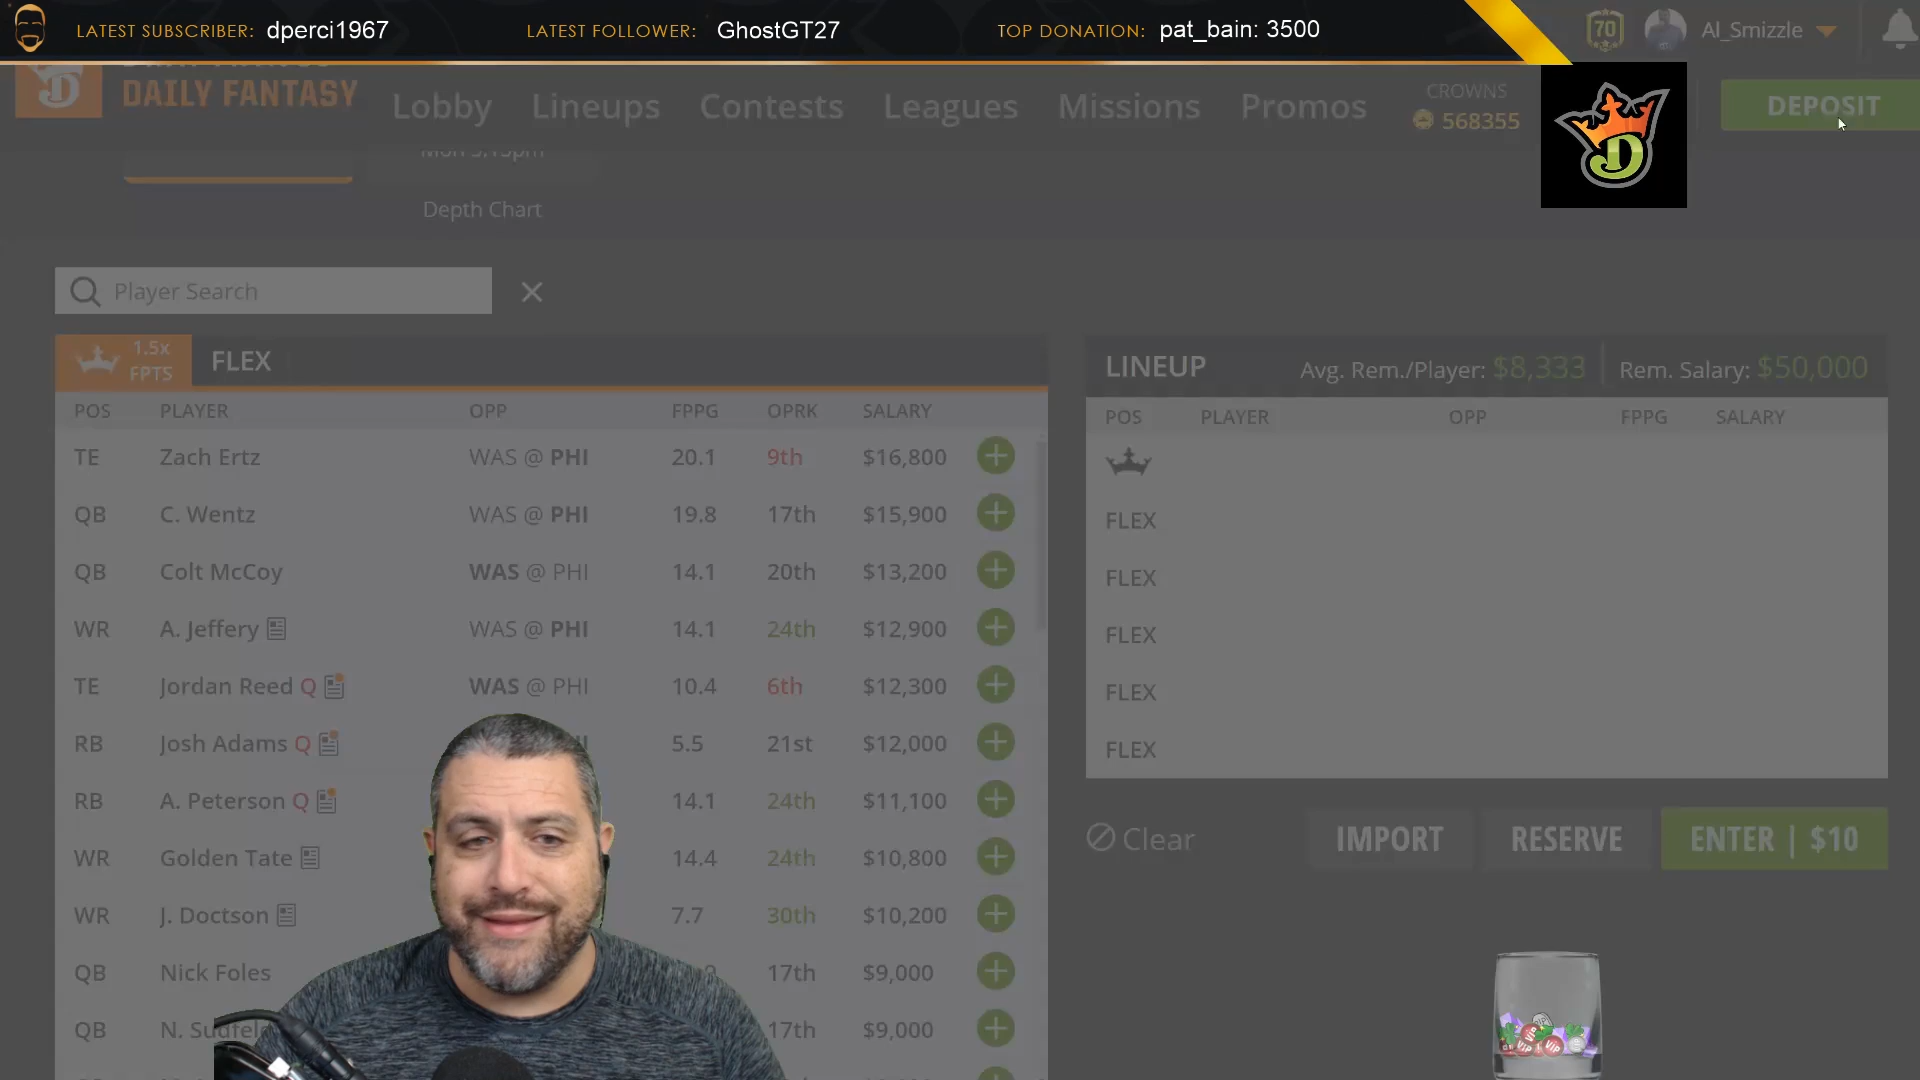 LATEST SUBSCRIBER: dperci1967 LATEST FOLLOWER: GhostGT27 TOP DONATION: pat_bain: 3500 70 Al_Smizzle
DAILY FANTASY Lobby Lineups Contests Leagues Missions Promos CROWNS 568355 DEPOSIT
Depth Chart
Player Search
1.5x FPTS FLEX
POS PLAYER OPP FPPG OPRK SALARY
TE Zach Ertz WAS @ PHI 20.1 9th $16,800
QB C. Wentz WAS @ PHI 19.8 17th $15,900
QB Colt McCoy WAS @ PHI 14.1 20th $13,200
WR A. Jeffery WAS @ PHI 14.1 24th $12,900
TE Jordan Reed Q WAS @ PHI 10.4 6th $12,300
RB Josh Adams Q 5.5 21st $12,000
RB A. Peterson Q 14.1 24th $11,100
WR Golden Tate 14.4 24th $10,800
WR J. Doctson 7.7 30th $10,200
QB Nick Foles 17th $9,000
QB N. 17th $9,000
LINEUP Avg. Rem./Player: $8,333 Rem. Salary: $50,000
POS PLAYER OPP FPPG SALARY
FLEX
FLEX
FLEX
FLEX
FLEX
Clear IMPORT RESERVE ENTER | $10